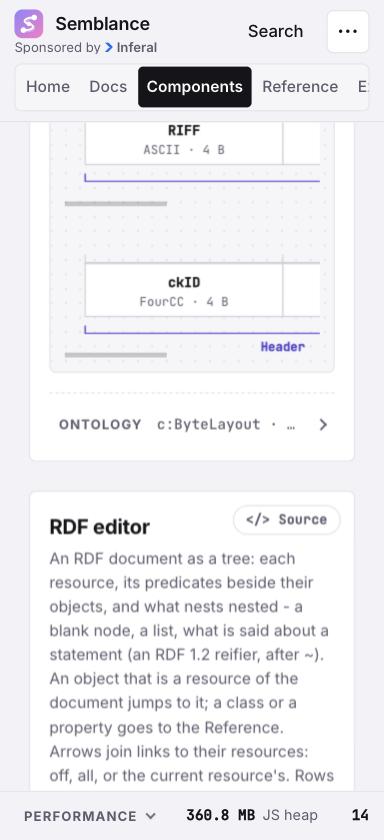 Semblance
Sponsored by Inferal
Search
Home Docs Components Reference
RIFF
ASCII · 4 B
ckID
FourCC · 4 B
Header
ONTOLOGY c:ByteLayout · …
</> Source
RDF editor
An RDF document as a tree: each
resource, its predicates beside their
objects, and what nests nested - a
blank node, a list, what is said about a
statement (an RDF 1.2 reifier, after ~).
An object that is a resource of the
document jumps to it; a class or a
property goes to the Reference.
Arrows join links to their resources:
off, all, or the current resource's. Rows
PERFORMANCE 360.8 MB JS heap 14